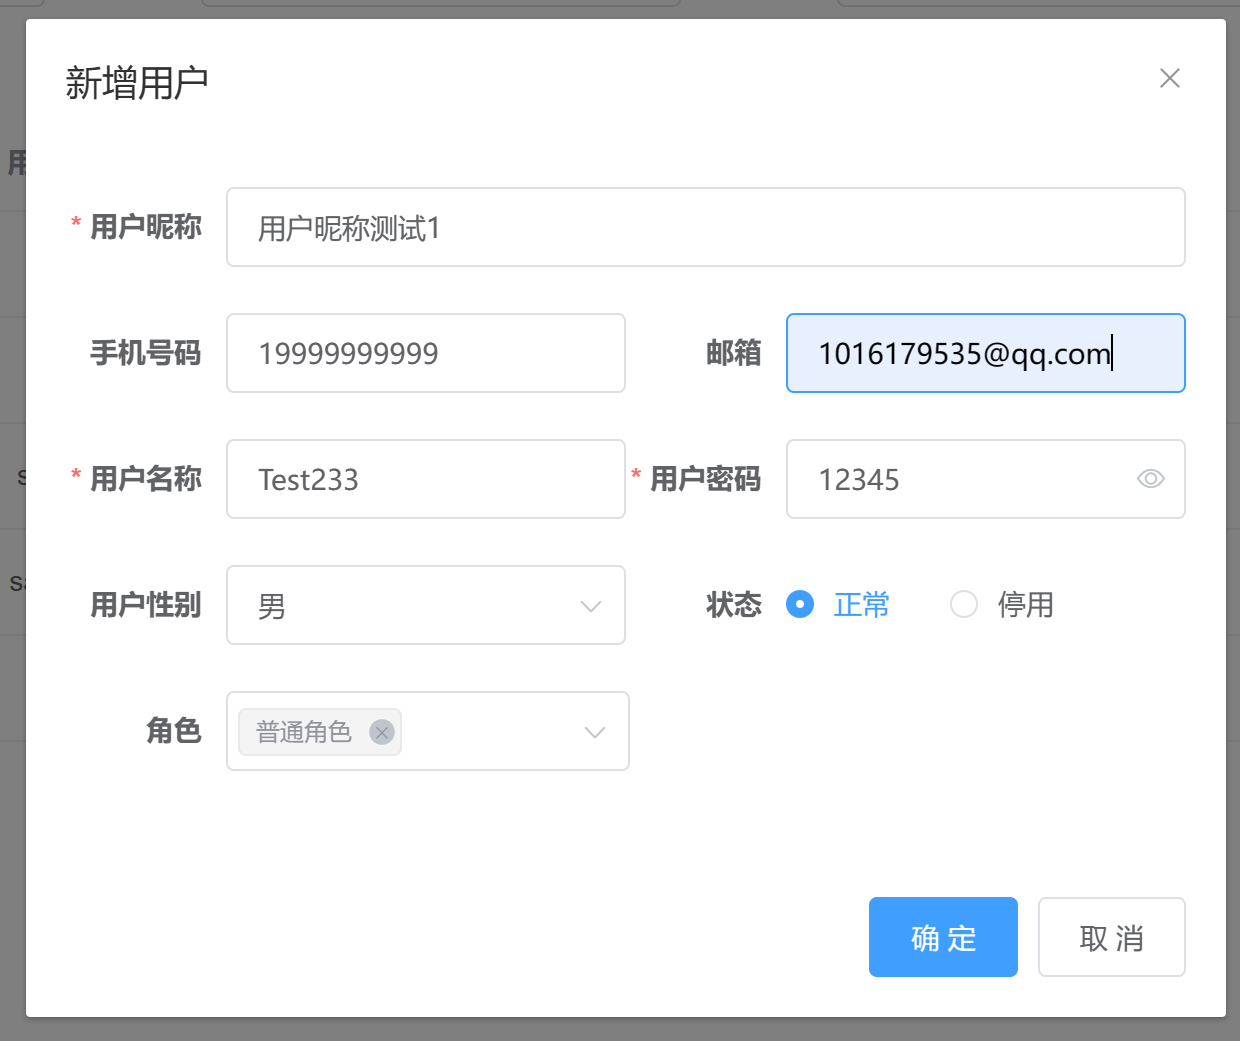 新增用户
用
* 用户昵称 用户昵称测试1
手机号码 19999999999 邮箱 1016179535@qq.com
s
* 用户名称 Test233 * 用户密码 12345
sa
用户性别 男 状态 正常 停用
角色 普通角色
确 定 取 消